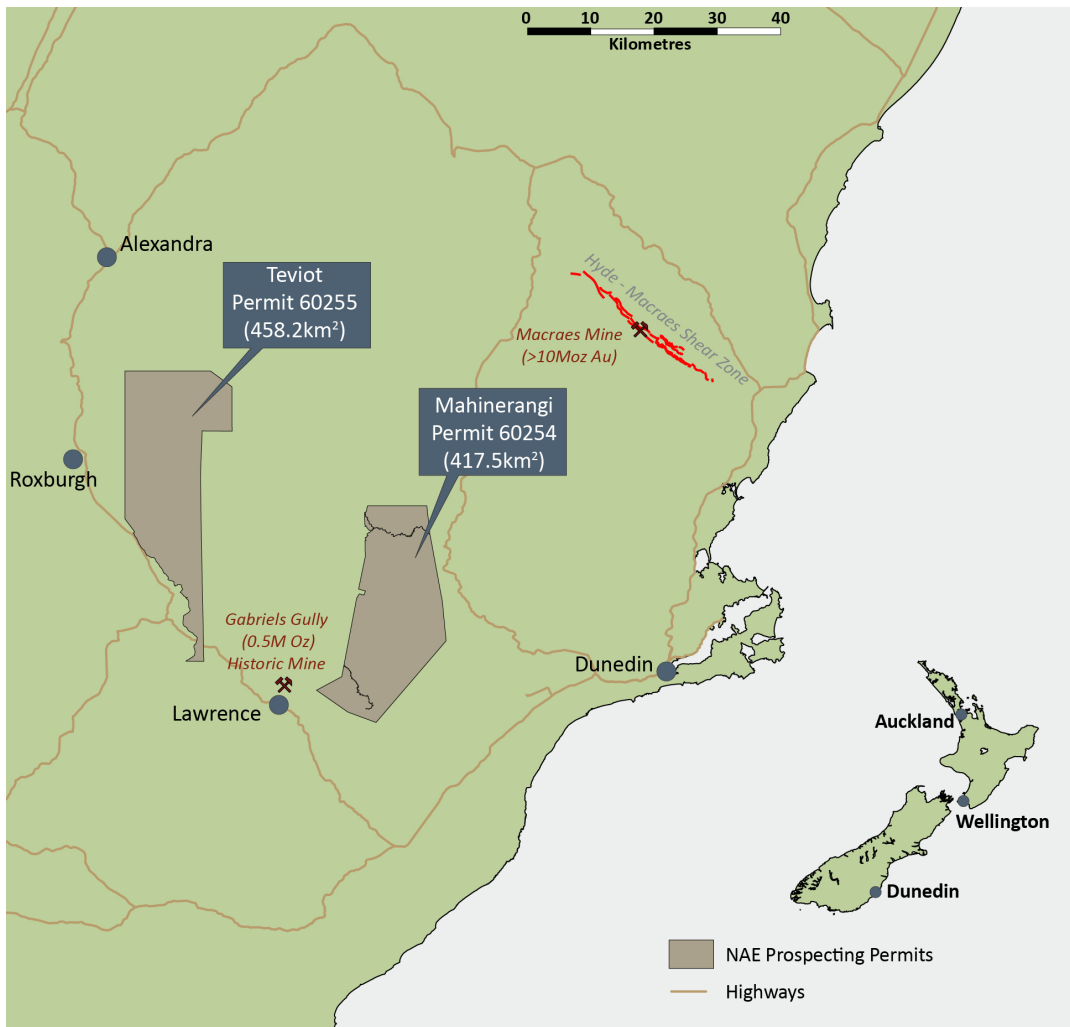 0 10 20 30 40
Kilometres
Alexandra
Teviot
Permit 60255
(458.2km²)
Hyde - Macraes Shear Zone
Macraes Mine
(>10Moz Au)
Mahinerangi
Permit 60254
(417.5km²)
Roxburgh
Gabriels Gully
(0.5M Oz)
Historic Mine
Dunedin
Lawrence
Auckland
Wellington
Dunedin
NAE Prospecting Permits
Highways